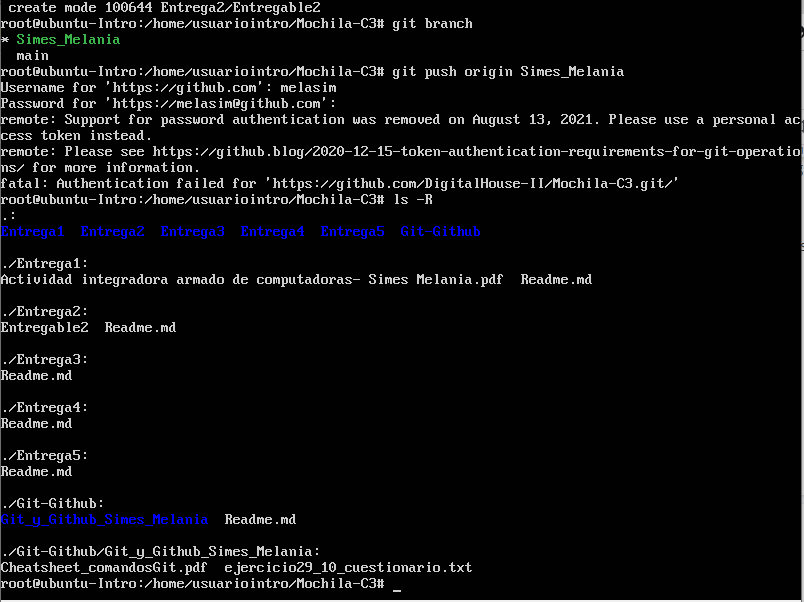 create mode 100644 Entrega2/Entregable2
root@ubuntu-Intro:/home/usuariointro/Mochila-C3# git branch
* Simes_Melania
  main
root@ubuntu-Intro:/home/usuariointro/Mochila-C3# git push origin Simes_Melania
Username for 'https://github.com': melasim
Password for 'https://melasim@github.com':
remote: Support for password authentication was removed on August 13, 2021. Please use a personal ac
cess token instead.
remote: Please see https://github.blog/2020-12-15-token-authentication-requirements-for-git-operatio
ns/ for more information.
fatal: Authentication failed for 'https://github.com/DigitalHouse-II/Mochila-C3.git/'
root@ubuntu-Intro:/home/usuariointro/Mochila-C3# ls -R
.:
Entrega1  Entrega2  Entrega3  Entrega4  Entrega5  Git-Github

./Entrega1:
Actividad integradora armado de computadoras- Simes Melania.pdf  Readme.md

./Entrega2:
Entregable2  Readme.md

./Entrega3:
Readme.md

./Entrega4:
Readme.md

./Entrega5:
Readme.md

./Git-Github:
Git_y_Github_Simes_Melania  Readme.md

./Git-Github/Git_y_Github_Simes_Melania:
Cheatsheet_comandosGit.pdf  ejercicio29_10_cuestionario.txt
root@ubuntu-Intro:/home/usuariointro/Mochila-C3# _